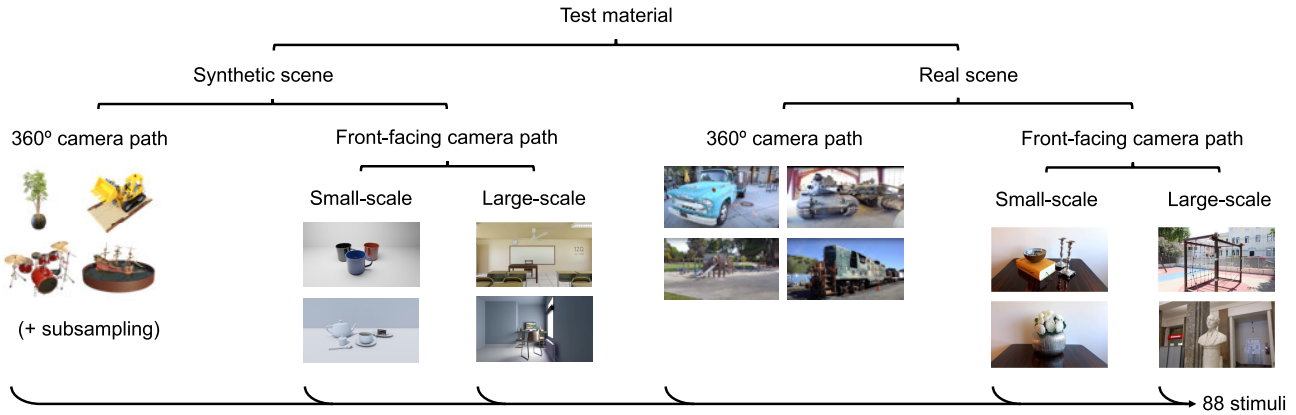 Test material
Synthetic scene
Real scene
360º camera path
Front-facing camera path
360º camera path
Front-facing camera path
Small-scale
Large-scale
Small-scale
Large-scale
(+ subsampling)
88 stimuli